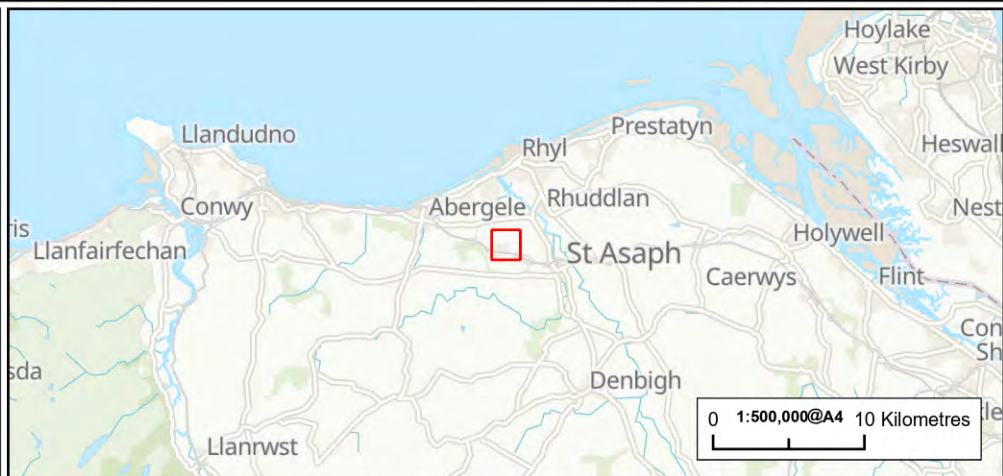 Hoylake
West Kirby
Prestatyn
Llandudno
Heswall
Rhyl
Rhuddlan
Conwy
Abergele
Nest
ris
Holywell
Llanfairfechan
St Asaph
Caerwys
Flint
Con
Sh
sda
Denbigh
0 1:500,000@A4 10 Kilometres
Llanrwst